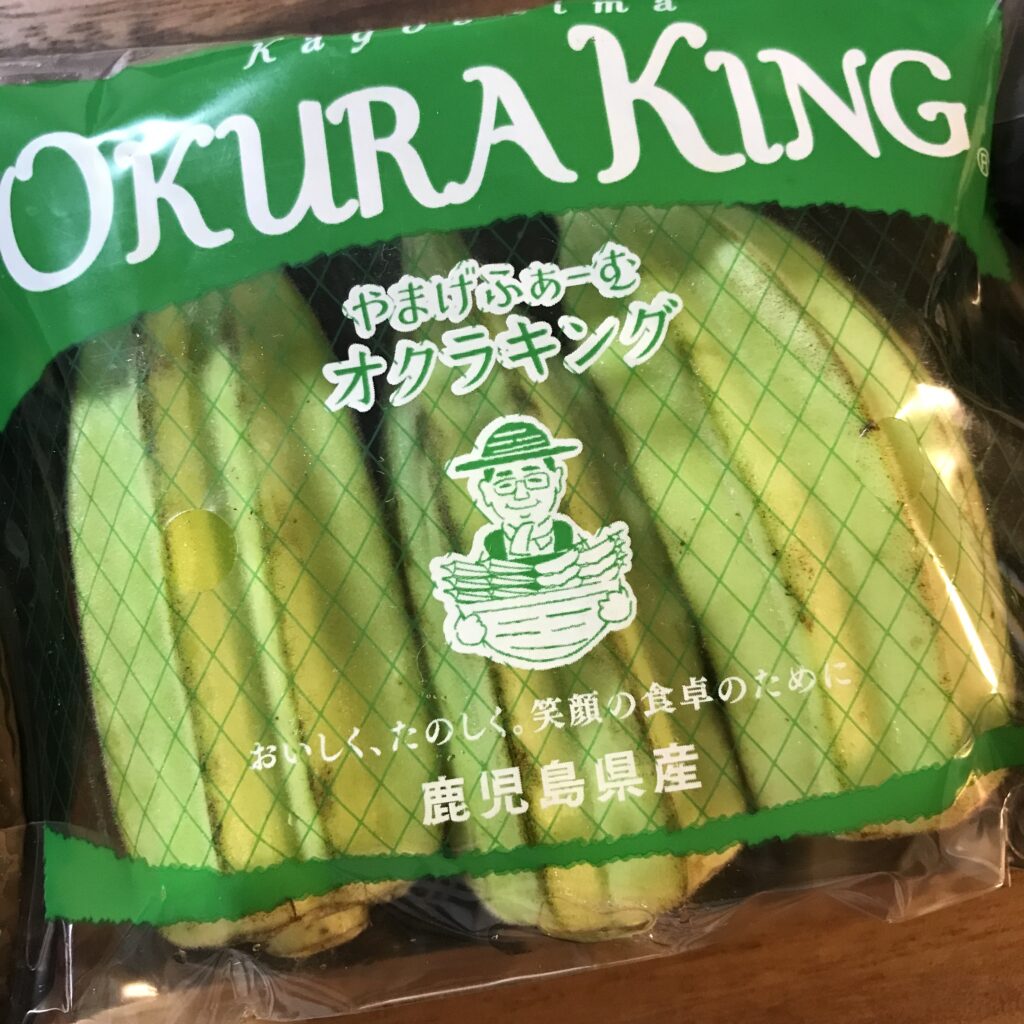 Kagoshima
OKURA KING
®
やまげふぁーむ
オクラキング
おいしく、たのしく。笑顔の食卓のために
鹿児島県産